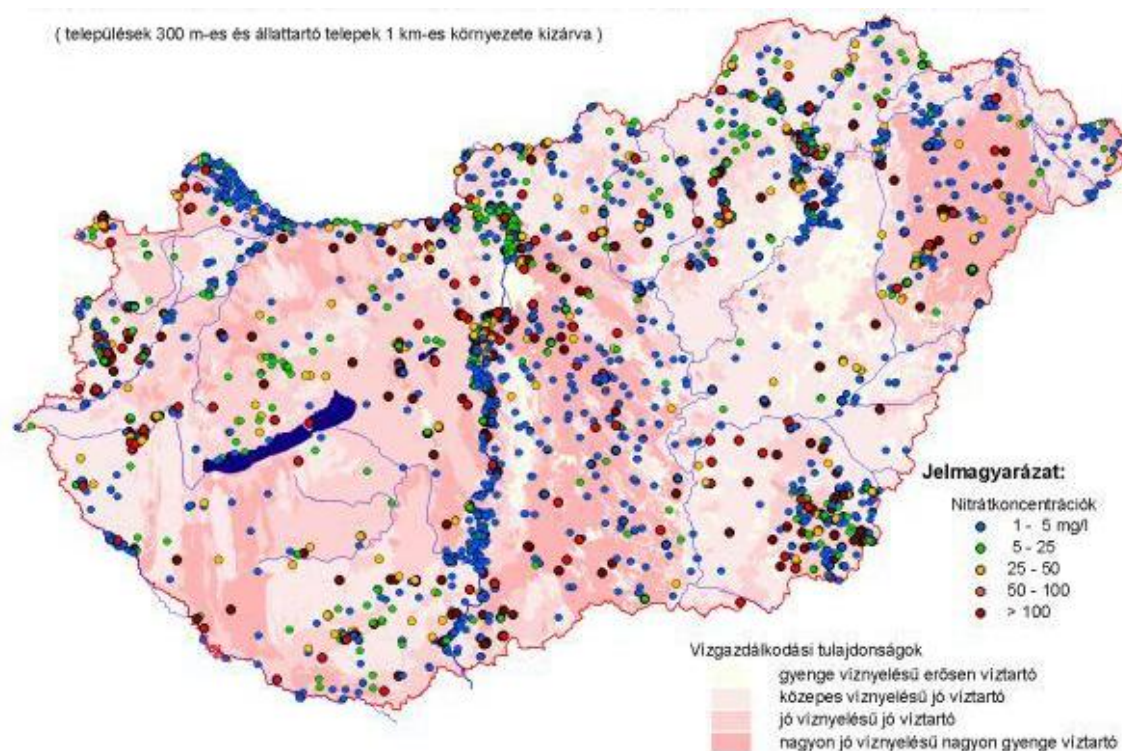 ( települések 300 m-es és állattartó telepek 1 km-es környezete kizárva )
Jelmagyarázat:
Nitrátkoncentrációk
1 - 5 mg/l
5 - 25
25 - 50
50 - 100
> 100
Vízgazdálkodási tulajdonságok
gyenge víznyelésű erősen víztartó
közepes víznyelésű jó víztartó
jó víznyelésű jó víztartó
nagyon jó víznyelésű nagyon gyenge víztartó